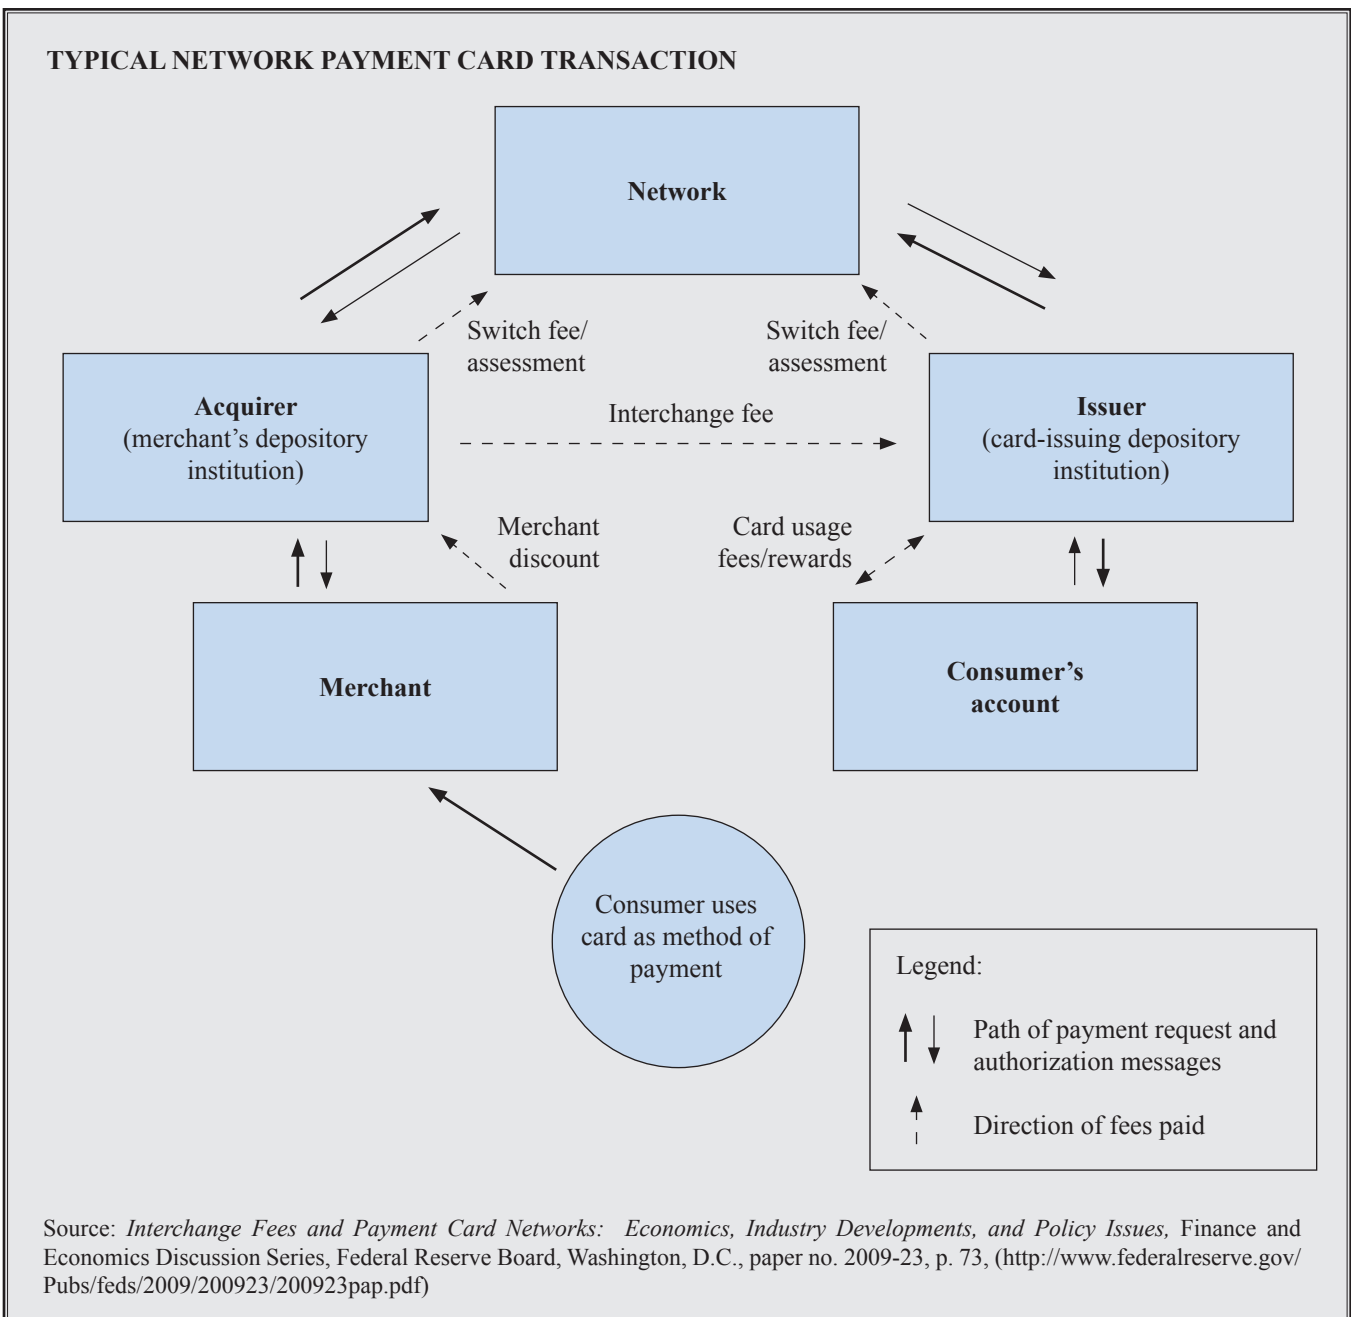 TYPICAL NETWORK PAYMENT CARD TRANSACTION
Network
Switch fee/
assessment
Switch fee/
assessment
Acquirer
(merchant’s depository
institution)
Interchange fee
Issuer
(card-issuing depository
institution)
Merchant
discount
Card usage
fees/rewards
Merchant
Consumer’s
account
Consumer uses
card as method of
payment
Legend:
Path of payment request and
authorization messages
Direction of fees paid
Source: Interchange Fees and Payment Card Networks: Economics, Industry Developments, and Policy Issues, Finance and
Economics Discussion Series, Federal Reserve Board, Washington, D.C., paper no. 2009-23, p. 73, (http://www.federalreserve.gov/
Pubs/feds/2009/200923/200923pap.pdf)